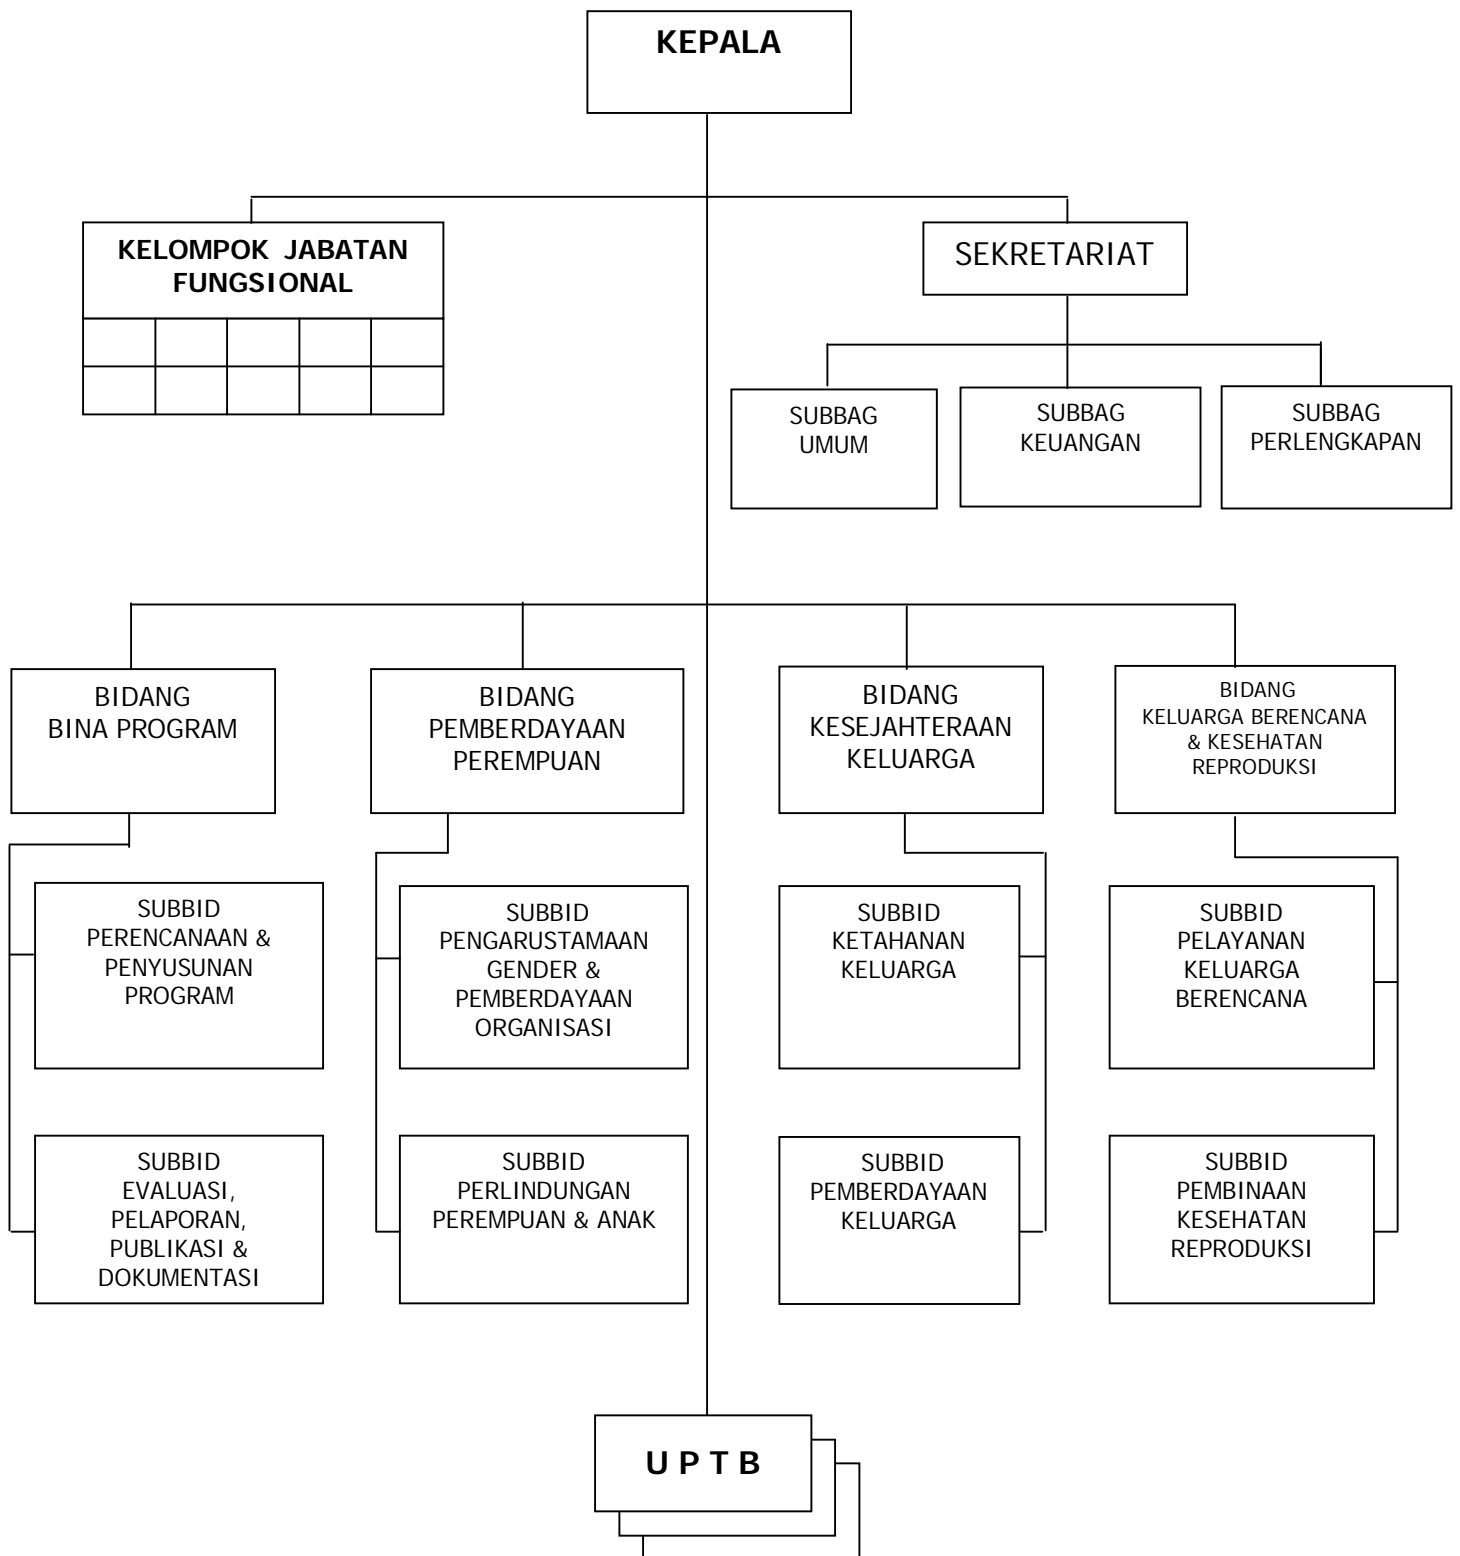 KEPALA
KELOMPOK JABATAN
FUNGSIONAL
SEKRETARIAT
SUBBAG
UMUM
SUBBAG
KEUANGAN
SUBBAG
PERLENGKAPAN
BIDANG
BINA PROGRAM
BIDANG
PEMBERDAYAAN
PEREMPUAN
BIDANG
KESEJAHTERAAN
KELUARGA
BIDANG
KELUARGA BERENCANA
& KESEHATAN
REPRODUKSI
SUBBID
PERENCANAAN &
PENYUSUNAN
PROGRAM
SUBBID
PENGARUSTAMAAN
GENDER &
PEMBERDAYAAN
ORGANISASI
SUBBID
KETAHANAN
KELUARGA
SUBBID
PELAYANAN
KELUARGA
BERENCANA
SUBBID
EVALUASI,
PELAPORAN,
PUBLIKASI &
DOKUMENTASI
SUBBID
PERLINDUNGAN
PEREMPUAN & ANAK
SUBBID
PEMBERDAYAAN
KELUARGA
SUBBID
PEMBINAAN
KESEHATAN
REPRODUKSI
U P T B